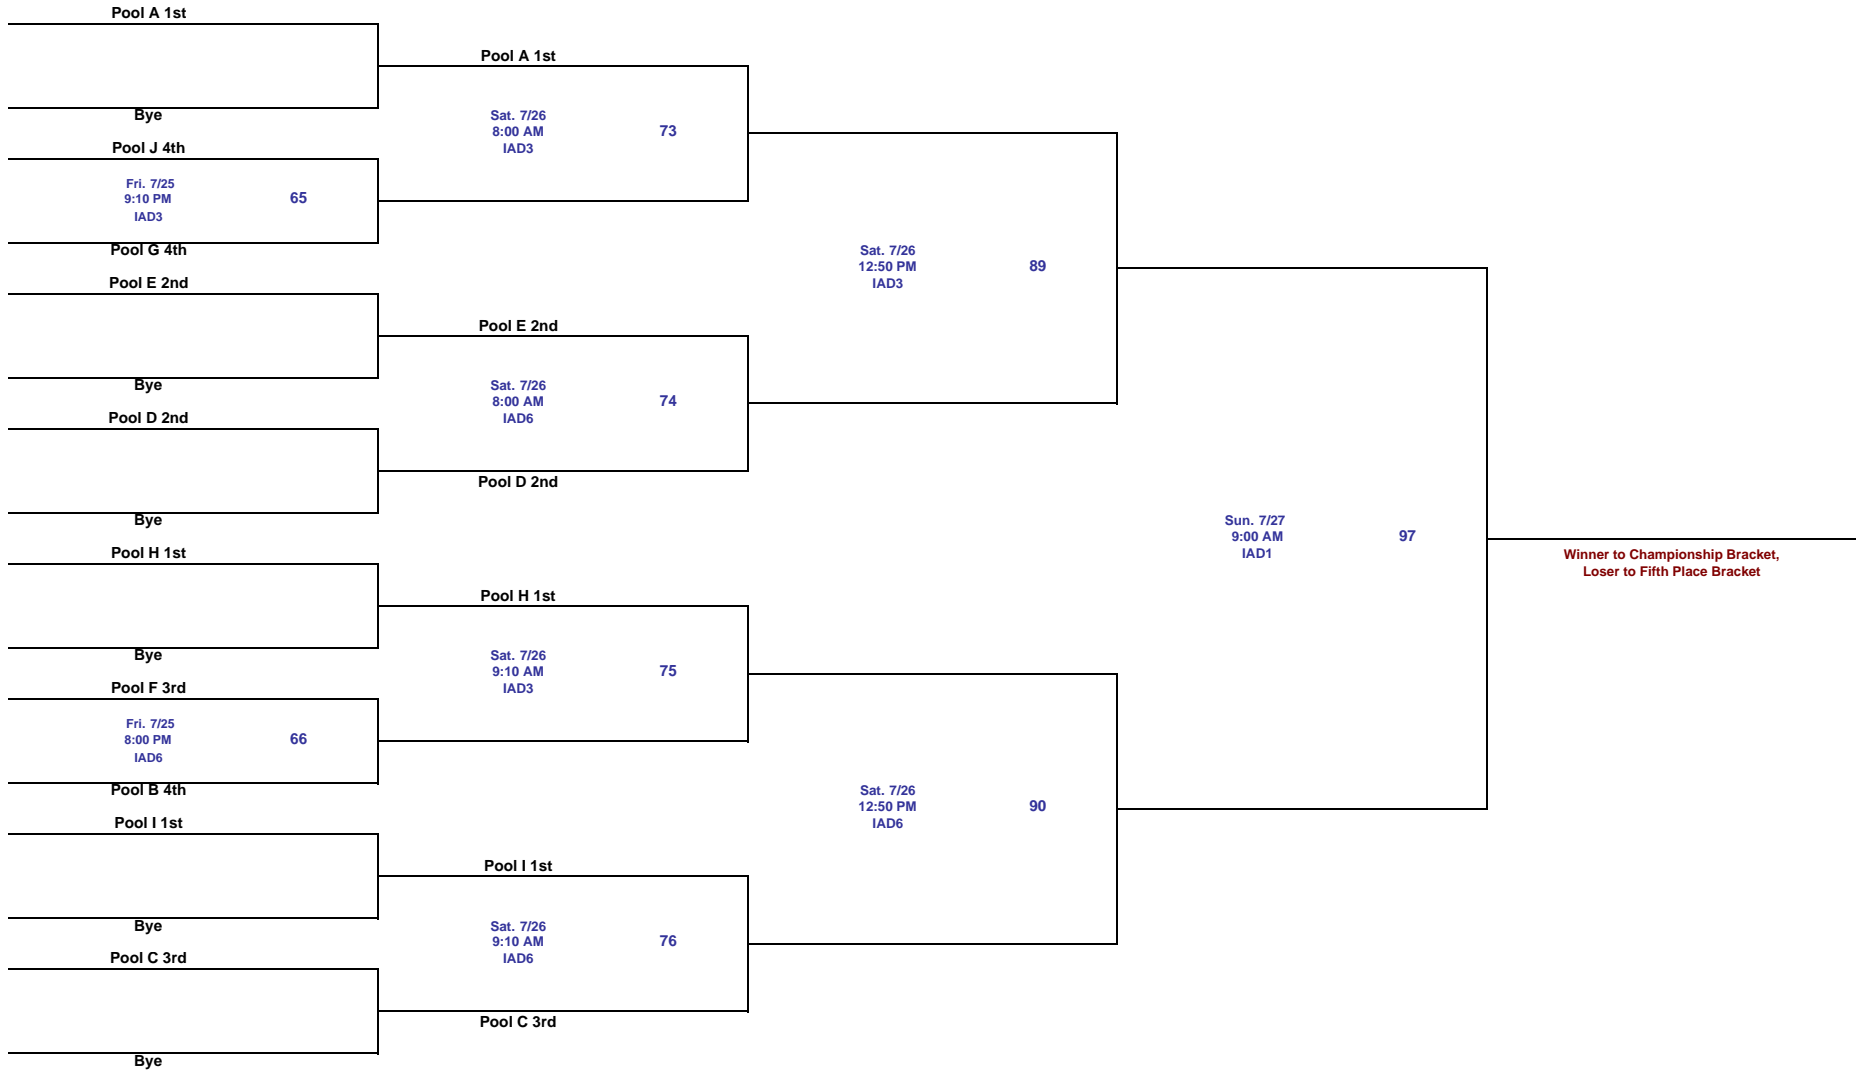 Pool A 1st
Bye
Pool J 4th
Fri. 7/25
9:10 PM
IAD3
65
Pool G 4th
Pool E 2nd
Bye
Pool D 2nd
Bye
Pool H 1st
Bye
Pool F 3rd
Fri. 7/25
8:00 PM
IAD6
66
Pool B 4th
Pool I 1st
Bye
Pool C 3rd
Bye
Pool A 1st
Sat. 7/26
8:00 AM
IAD3
73
Pool E 2nd
Sat. 7/26
8:00 AM
IAD6
74
Pool D 2nd
Pool H 1st
Sat. 7/26
9:10 AM
IAD3
75
Pool I 1st
Sat. 7/26
9:10 AM
IAD6
76
Pool C 3rd
Sat. 7/26
12:50 PM
IAD3
89
Sat. 7/26
12:50 PM
IAD6
90
Sun. 7/27
9:00 AM
IAD1
97
Winner to Championship Bracket,
Loser to Fifth Place Bracket